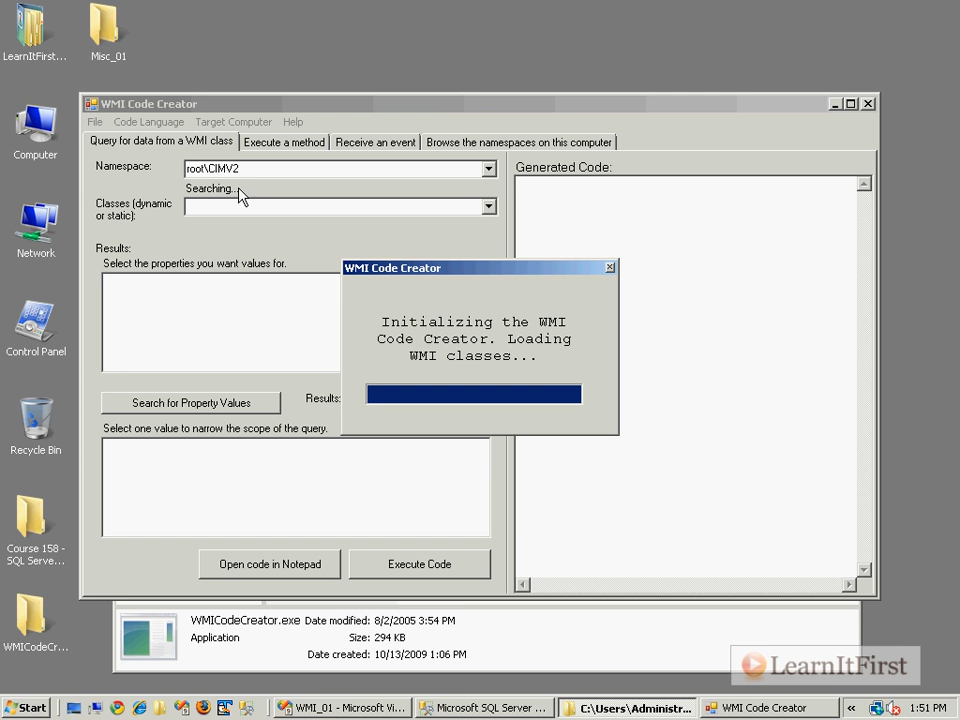 LearnItFirst...
Misc_01
Computer
Network
Control Panel
Recycle Bin
Course 158 -
SQL Serve...
WMICodeCr...
WMI Code Creator
File Code Language Target Computer Help
Query for data from a WMI class Execute a method Receive an event Browse the namespaces on this computer
Namespace: root\CIMV2
Searching...
Classes (dynamic
or static):
Results:
Select the properties you want values for.
Search for Property Values Results:
Select one value to narrow the scope of the query.
Open code in Notepad Execute Code
Generated Code:
WMI Code Creator
Initializing the WMI
Code Creator. Loading
WMI classes...
WMICodeCreator.exe Date modified: 8/2/2005 3:54 PM
Application Size: 294 KB
Date created: 10/13/2009 1:06 PM
LearnItFirst
Start WMI_01 - Microsoft Vi... Microsoft SQL Server ... C:\Users\Administr... WMI Code Creator « 1:51 PM